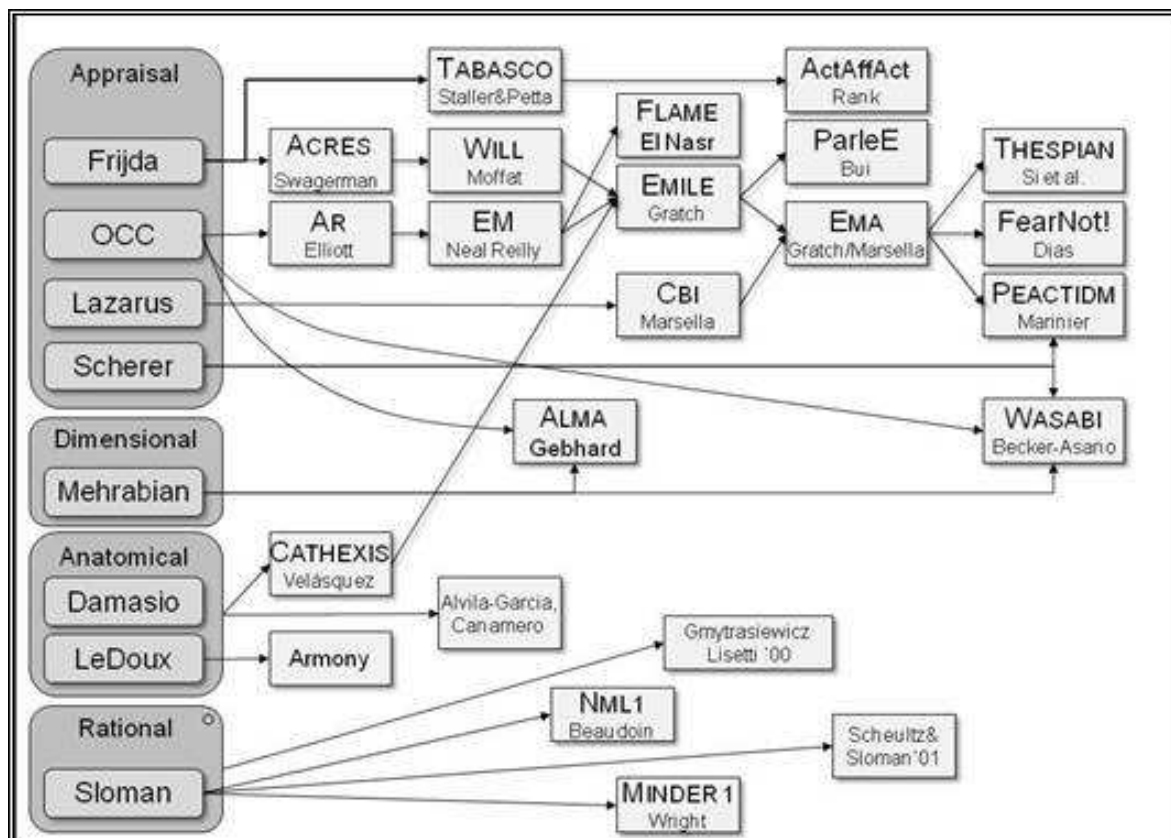 Appraisal
Frijda
OCC
Lazarus
Scherer
Dimensional
Mehrabian
Anatomical
Damasio
LeDoux
Rational
Sloman
TABASCO
Staller&Petta
ActAffAct
Rank
ACRES
Swagerman
WILL
Moffat
FLAME
El Nasr
ParleE
Bui
THESPIAN
Si et al.
AR
Elliott
EM
Neal Reilly
EMILE
Gratch
EMA
Gratch/Marsella
FearNot!
Dias
CBI
Marsella
PEACTIDM
Marinier
ALMA
Gebhard
WASABI
Becker-Asano
CATHEXIS
Velásquez
Alvila-Garcia,
Canamero
Armony
Gmytrasiewicz
Lisetti `00
NML1
Beaudoin
Scheultz&
Sloman`01
MINDER 1
Wright